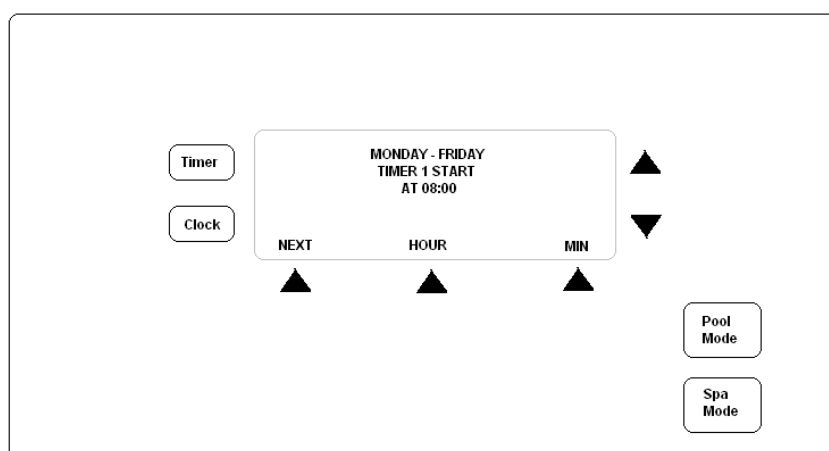 Timer
Clock
MONDAY - FRIDAY
TIMER 1 START
AT 08:00
NEXT HOUR MIN
Pool
Mode
Spa
Mode